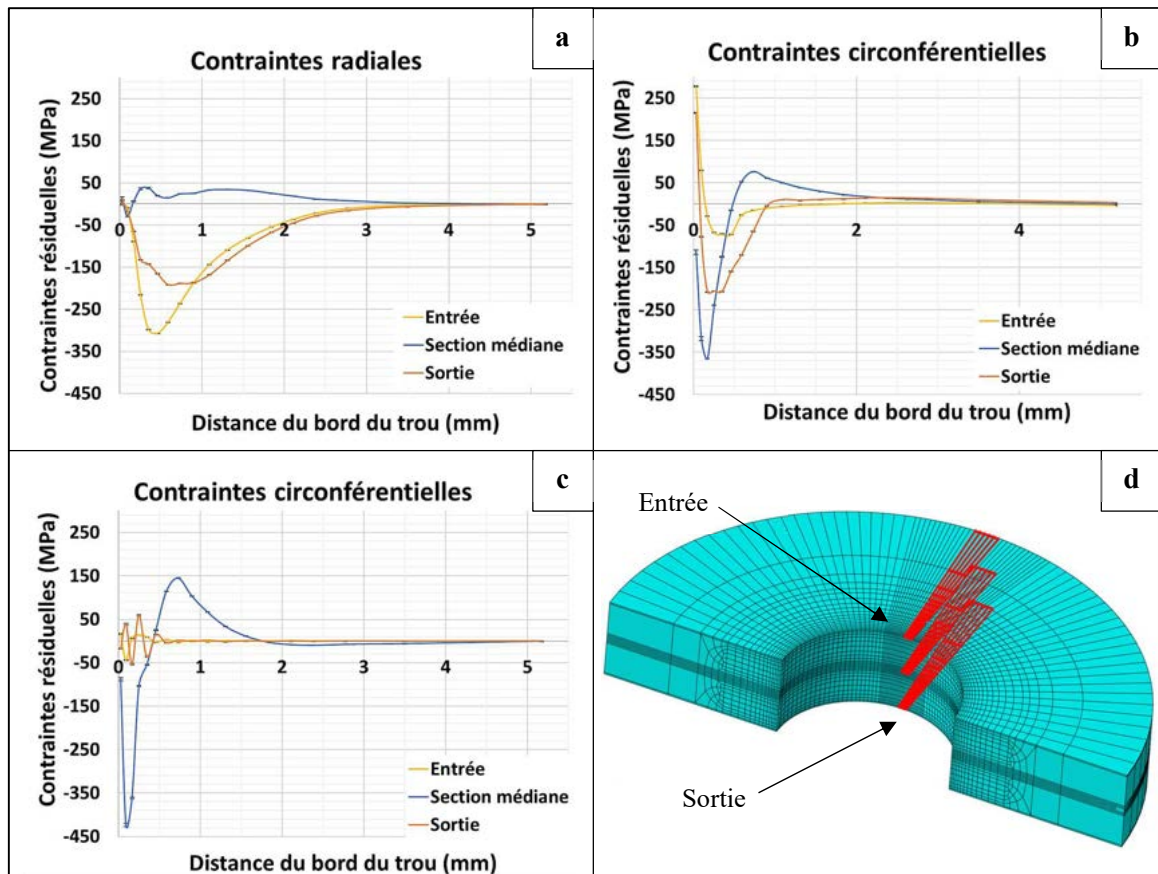 a
Contraintes radiales
Contraintes résiduelles (MPa)
250
150
50
-50
-150
-250
-350
-450
0
1
2
3
4
5
Entrée
Section médiane
Sortie
Distance du bord du trou (mm)
b
Contraintes circonférentielles
Contraintes résiduelles (MPa)
250
150
50
-50
-150
-250
-350
-450
0
2
4
Entrée
Section médiane
Sortie
Distance du bord du trou (mm)
c
Contraintes circonférentielles
Contraintes résiduelles (MPa)
250
150
50
-50
-150
-250
-350
-450
0
1
2
3
4
5
Entrée
Section médiane
Sortie
Distance du bord du trou (mm)
d
Entrée
Sortie